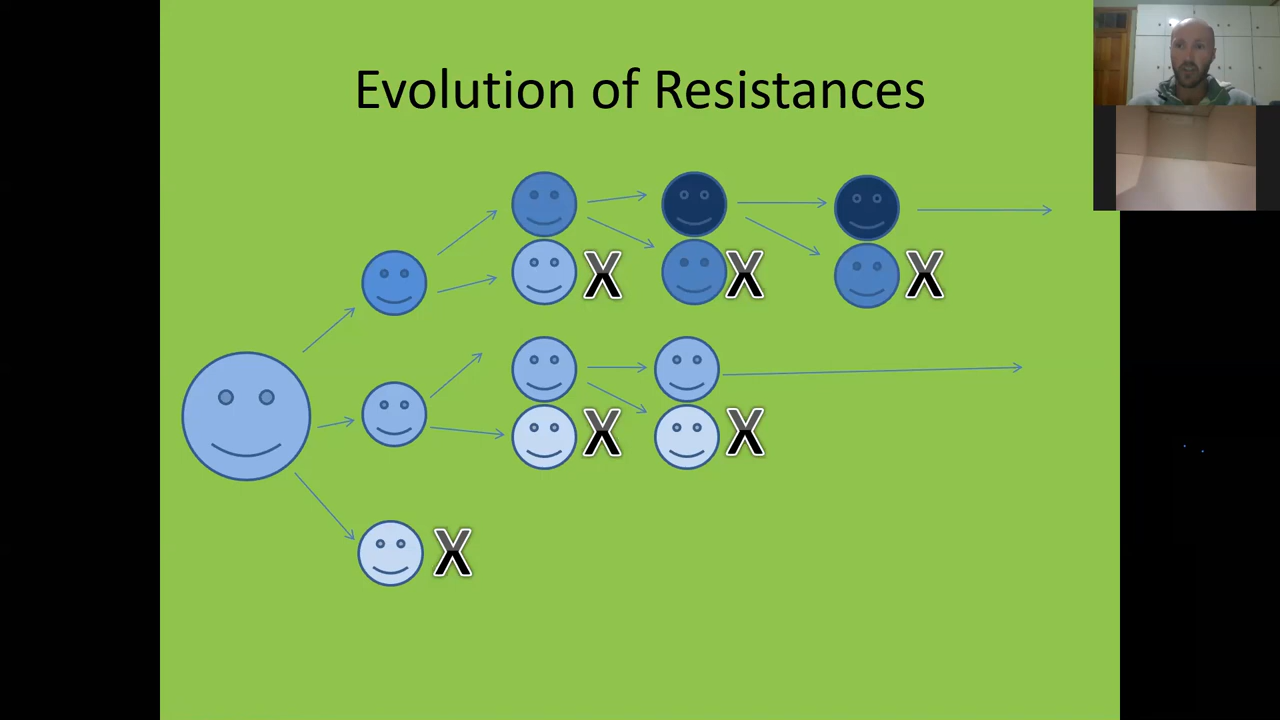 Evolution of Resistances
X X X
X X
X